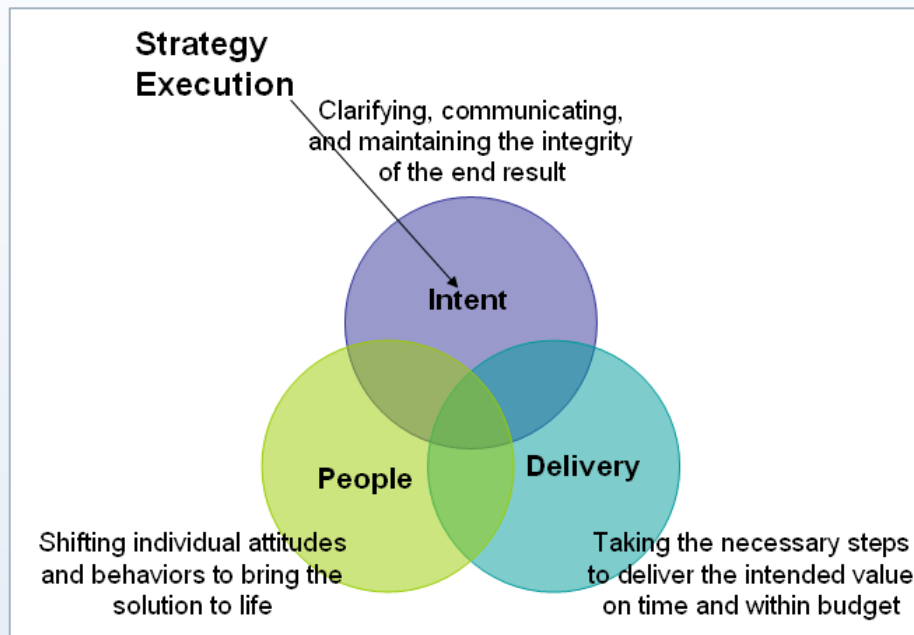 Strategy
Execution
Clarifying, communicating,
and maintaining the integrity
of the end result
Intent
People
Delivery
Shifting individual attitudes
and behaviors to bring the
solution to life
Taking the necessary steps
to deliver the intended value
on time and within budget